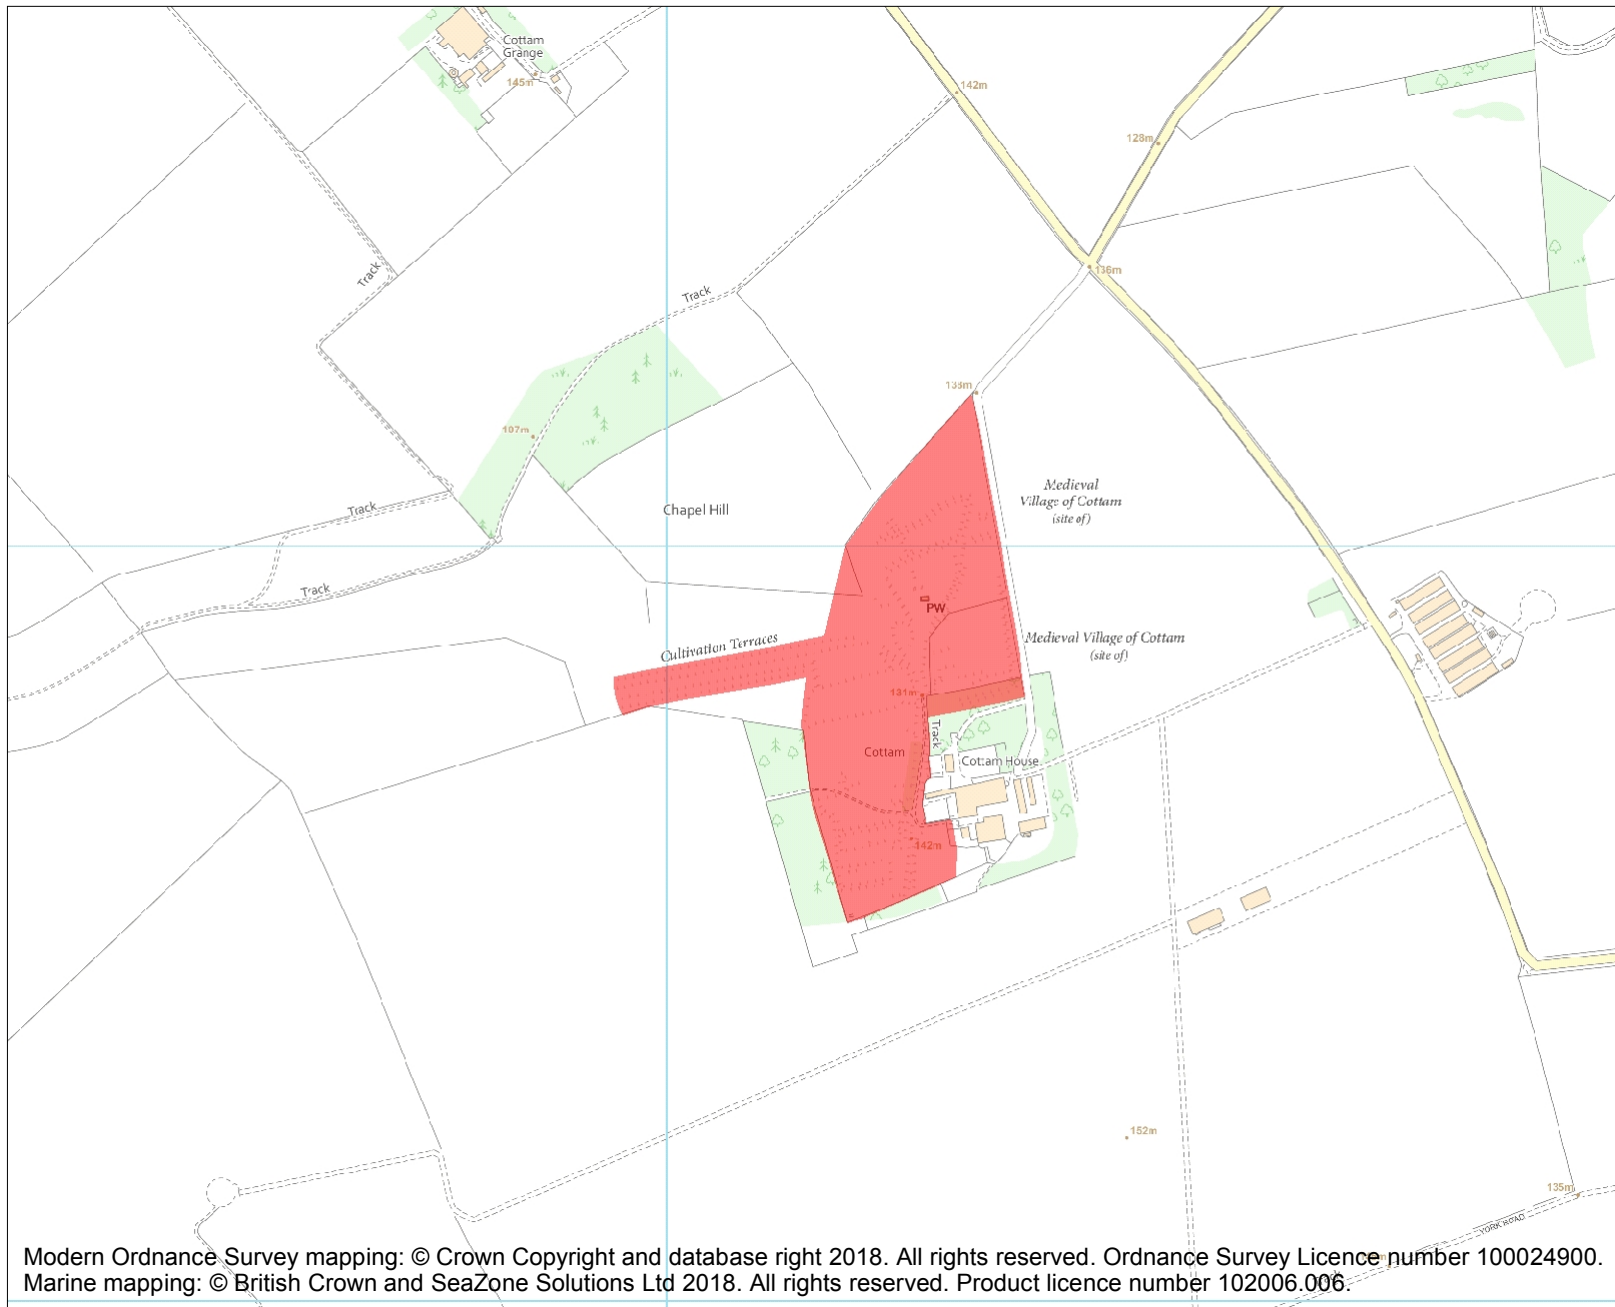 Cottam
Grange
145m
142m
128m
Track
Track
136m
138m
107m
Medieval
Village of Cottam
(site of)
Track
Chapel Hill
Track
PW
Cultivation Terraces
Medieval Village of Cottam
(site of)
131m
Track
Cottam
Cottam House
142m
152m
135m
YORK ROAD
Track
Modern Ordnance Survey mapping: © Crown Copyright and database right 2018. All rights reserved. Ordnance Survey Licence number 100024900.
Marine mapping: © British Crown and SeaZone Solutions Ltd 2018. All rights reserved. Product licence number 102006.006.